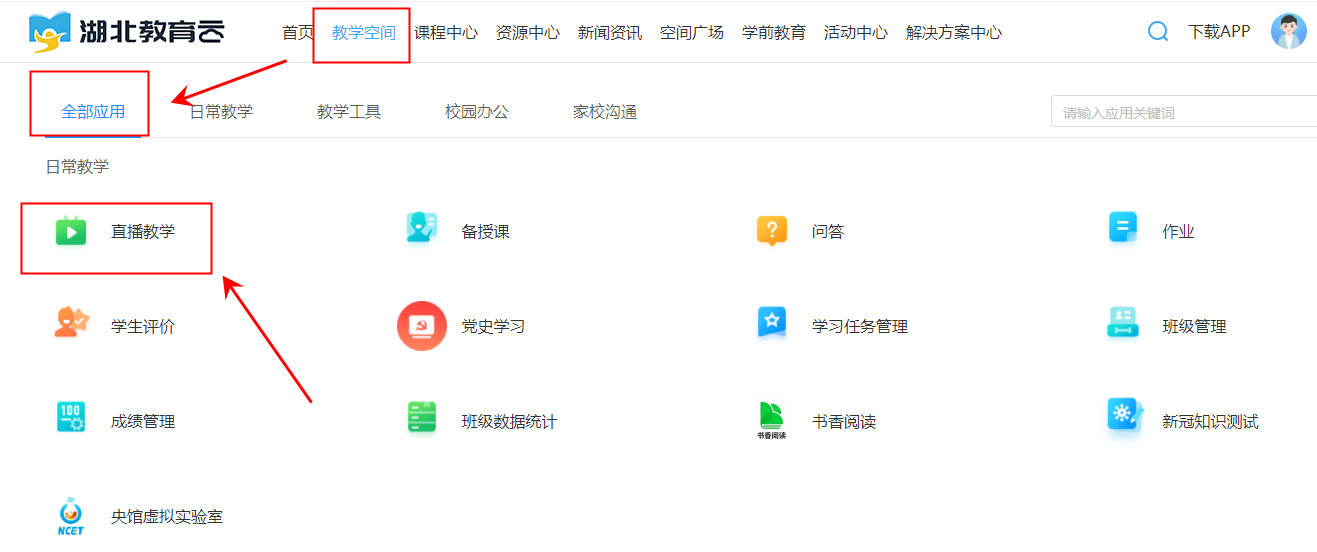 湖北教育云 首页 教学空间 课程中心 资源中心 新闻资讯 空间广场 学前教育 活动中心 解决方案中心 下载APP
全部应用 日常教学 教学工具 校园办公 家校沟通 请输入应用关键词
日常教学
直播教学 备授课 ? 问答 作业
学生评价 党史学习 学习任务管理 班级管理
100 成绩管理 班级数据统计 书香阅读 书香阅读 新冠知识测试
NCET 央馆虚拟实验室